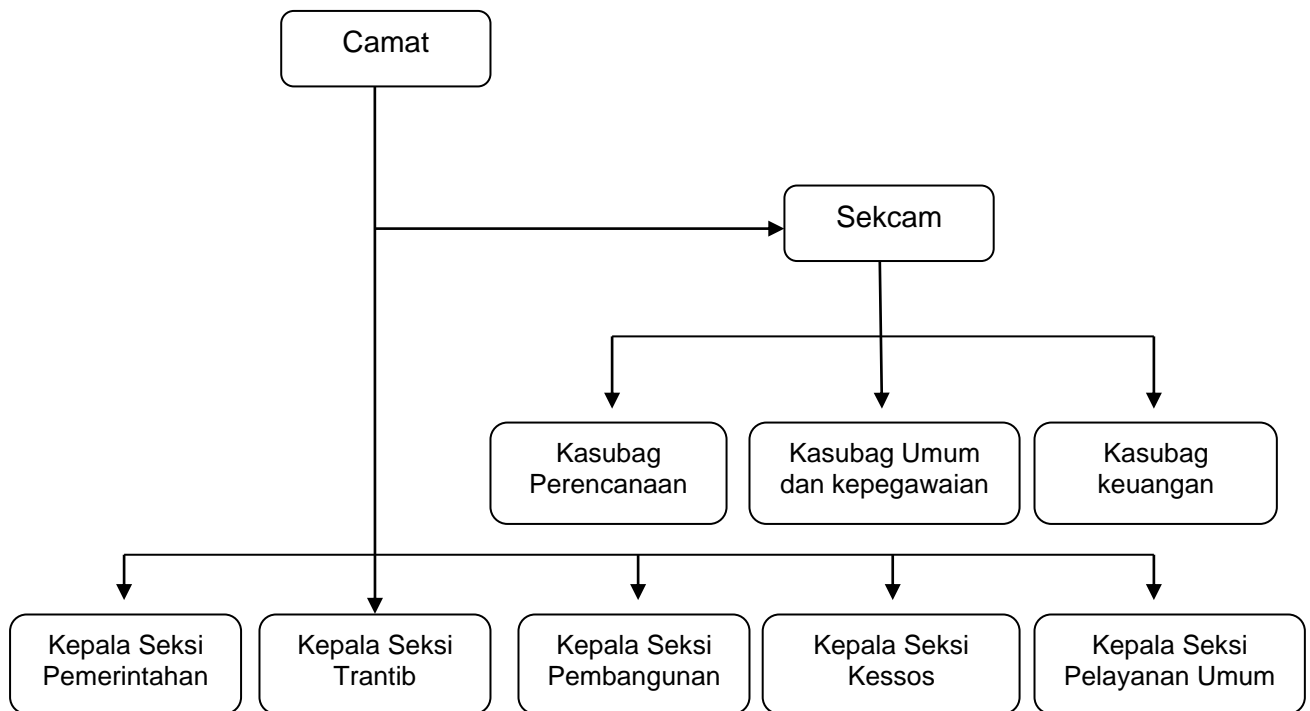 Camat
Sekcam
Kasubag
Perencanaan
Kasubag Umum
dan kepegawaian
Kasubag
keuangan
Kepala Seksi
Pemerintahan
Kepala Seksi
Trantib
Kepala Seksi
Pembangunan
Kepala Seksi
Kessos
Kepala Seksi
Pelayanan Umum